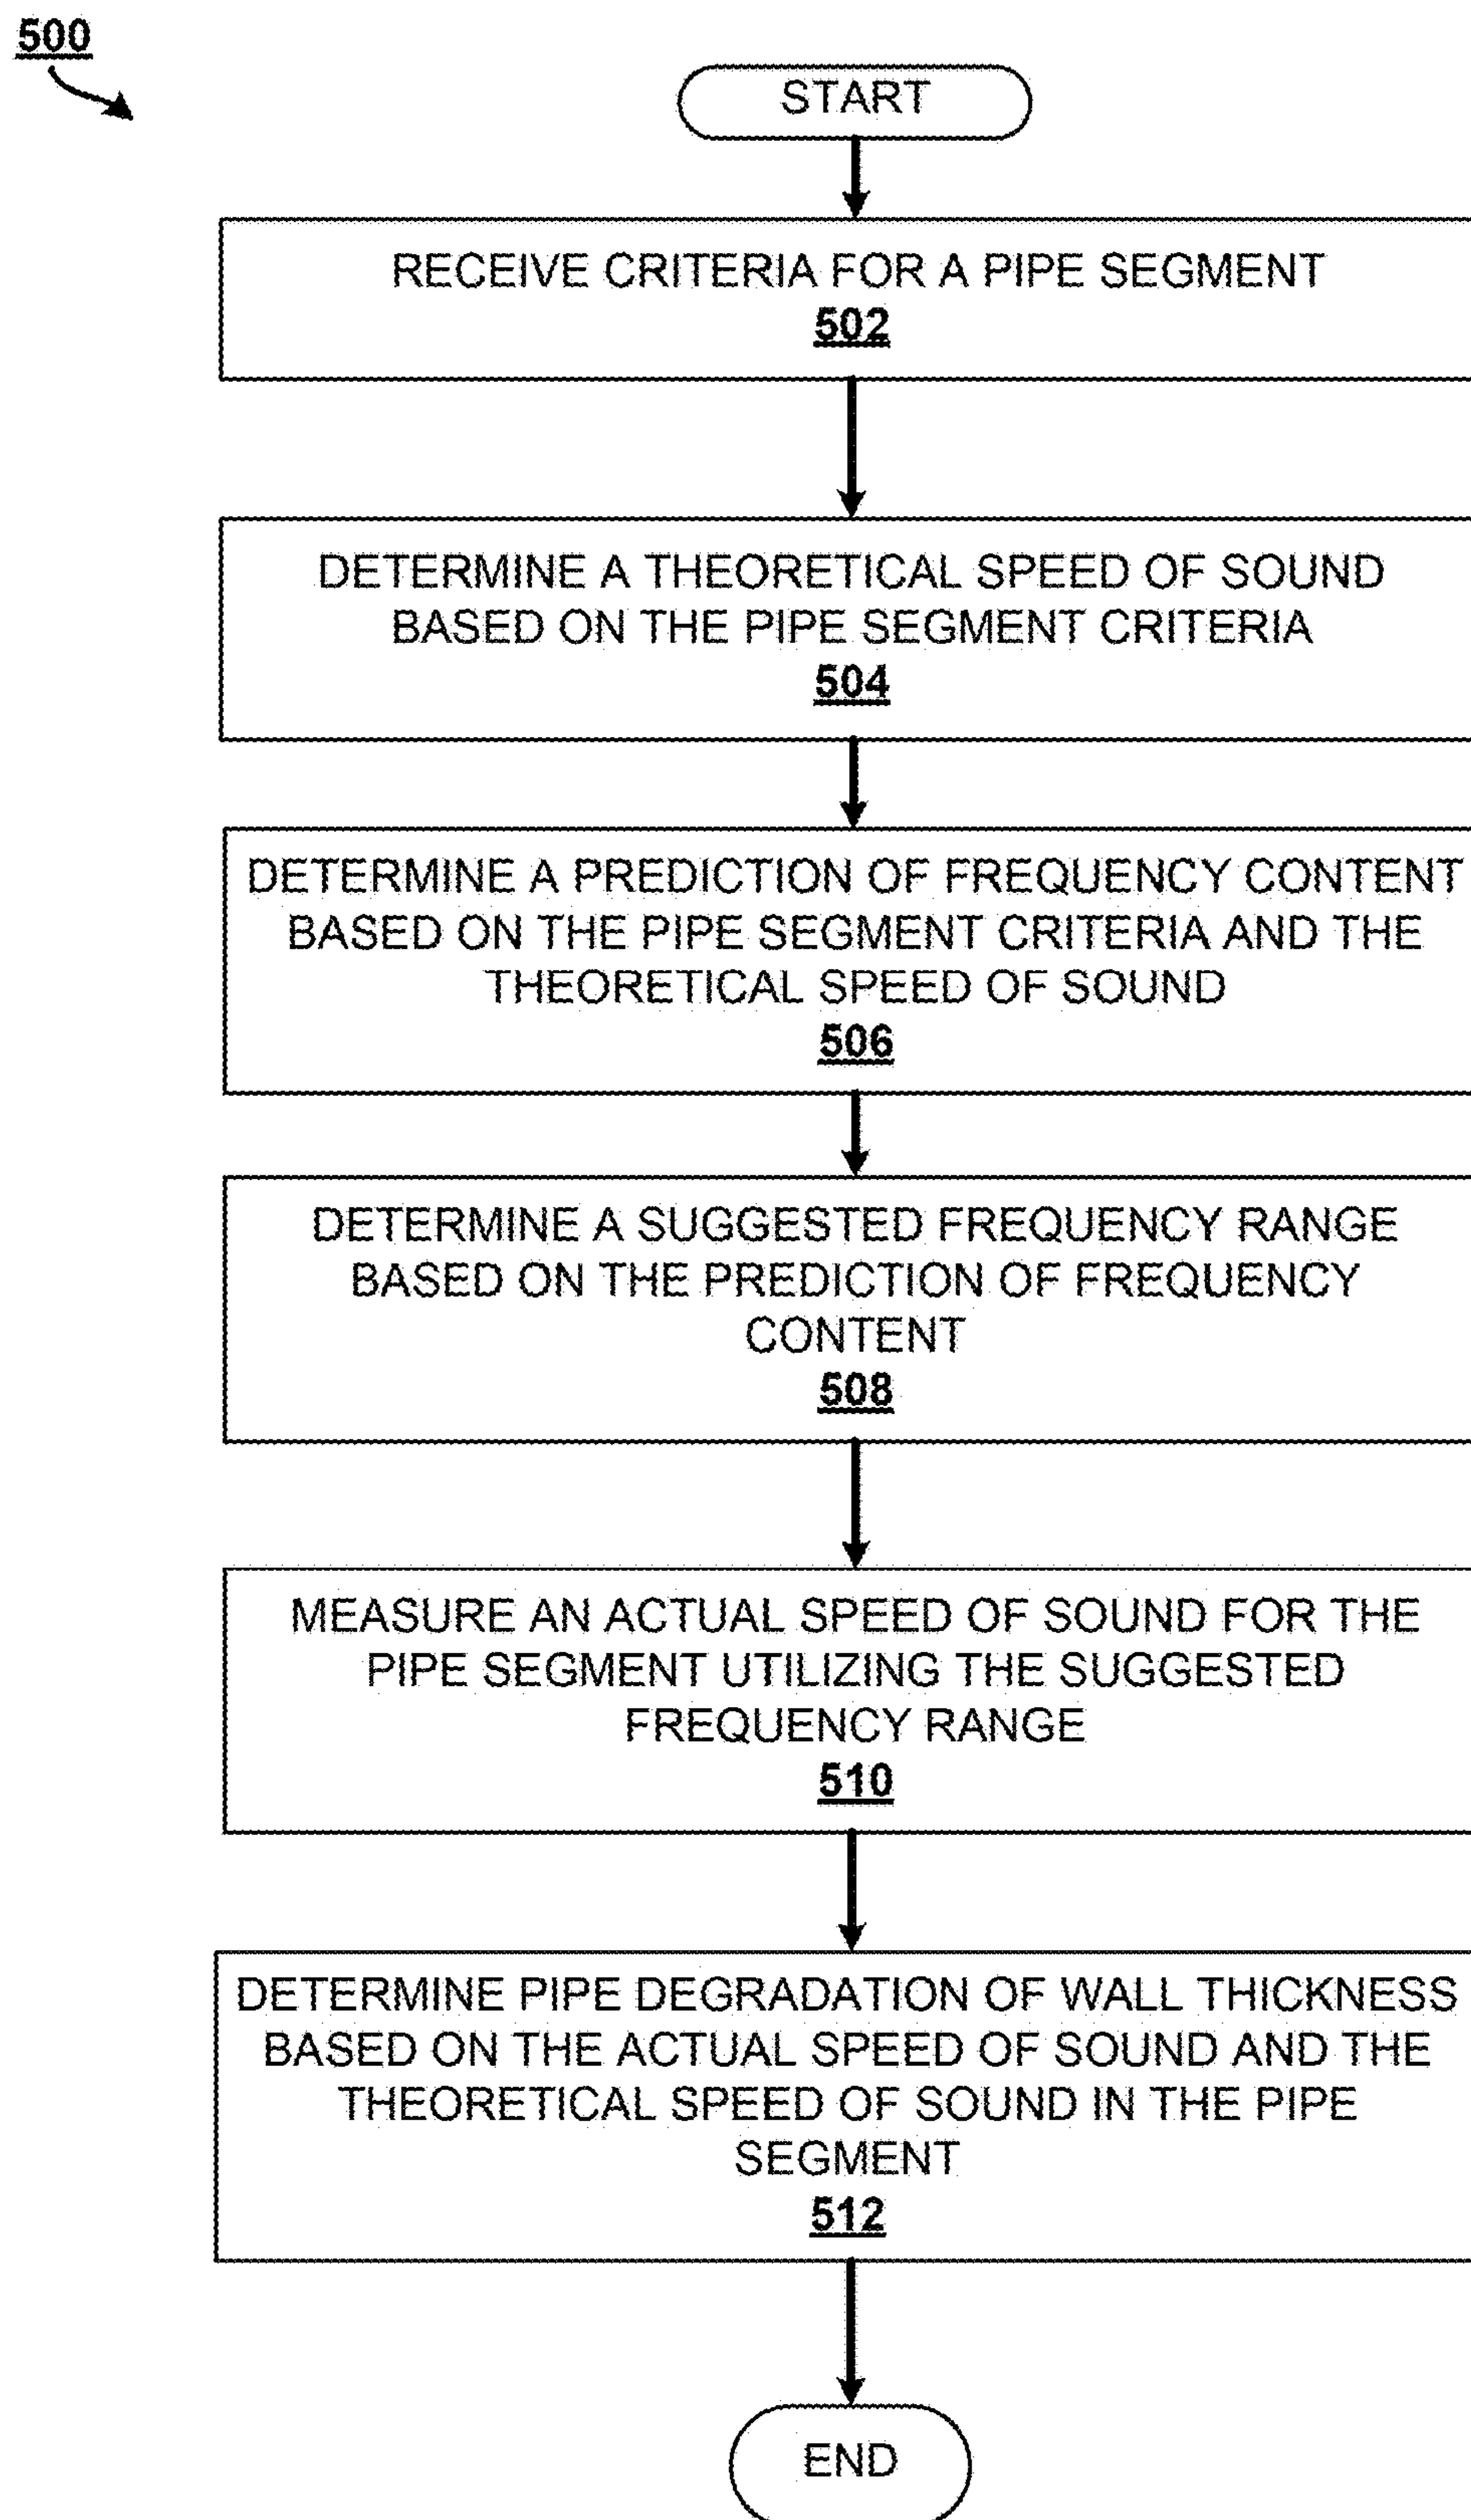 500
START
RECEIVE CRITERIA FOR A PIPE SEGMENT
502
DETERMINE A THEORETICAL SPEED OF SOUND
BASED ON THE PIPE SEGMENT CRITERIA
504
DETERMINE A PREDICTION OF FREQUENCY CONTENT
BASED ON THE PIPE SEGMENT CRITERIA AND THE
THEORETICAL SPEED OF SOUND
506
DETERMINE A SUGGESTED FREQUENCY RANGE
BASED ON THE PREDICTION OF FREQUENCY
CONTENT
508
MEASURE AN ACTUAL SPEED OF SOUND FOR THE
PIPE SEGMENT UTILIZING THE SUGGESTED
FREQUENCY RANGE
510
DETERMINE PIPE DEGRADATION OF WALL THICKNESS
BASED ON THE ACTUAL SPEED OF SOUND AND THE
THEORETICAL SPEED OF SOUND IN THE PIPE
SEGMENT
512
END